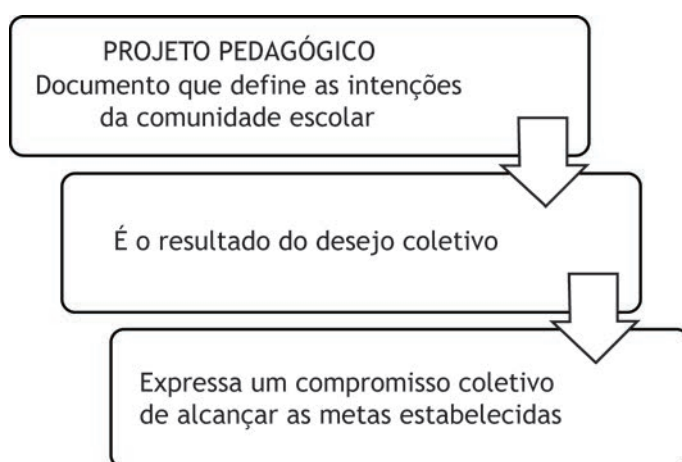 PROJETO PEDAGÓGICO
Documento que define as intenções
da comunidade escolar
É o resultado do desejo coletivo
Expressa um compromisso coletivo
de alcançar as metas estabelecidas